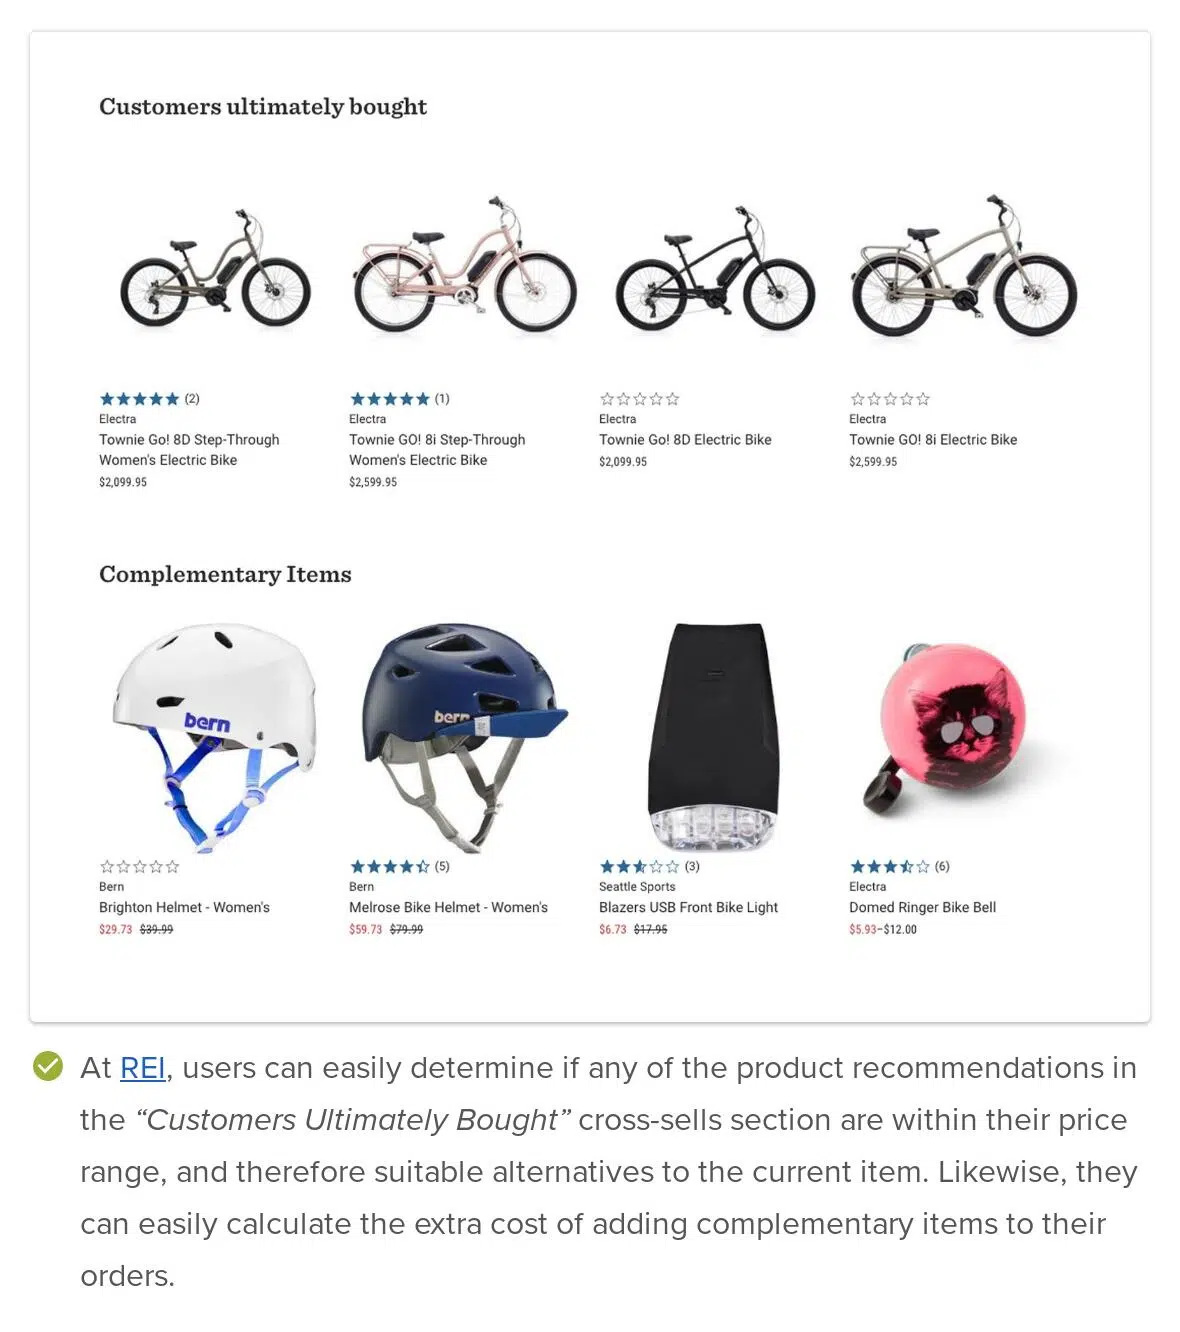 Customers ultimately bought
(2)
Electra
Townie Go! 8D Step-Through
Women's Electric Bike
$2,099.95
(1)
Electra
Townie GO! 8i Step-Through
Women's Electric Bike
$2,599.95
Electra
Townie Go! 8D Electric Bike
$2,099.95
Electra
Townie GO! 8i Electric Bike
$2,599.95
Complementary Items
bern
Bern
Brighton Helmet - Women's
$29.73 $39.99
bern
(5)
Bern
Melrose Bike Helmet - Women's
$59.73 $79.99
(3)
Seattle Sports
Blazers USB Front Bike Light
$6.73 $17.95
(6)
Electra
Domed Ringer Bike Bell
$5.93–$12.00
At REI, users can easily determine if any of the product recommendations in
the “Customers Ultimately Bought” cross-sells section are within their price
range, and therefore suitable alternatives to the current item. Likewise, they
can easily calculate the extra cost of adding complementary items to their
orders.